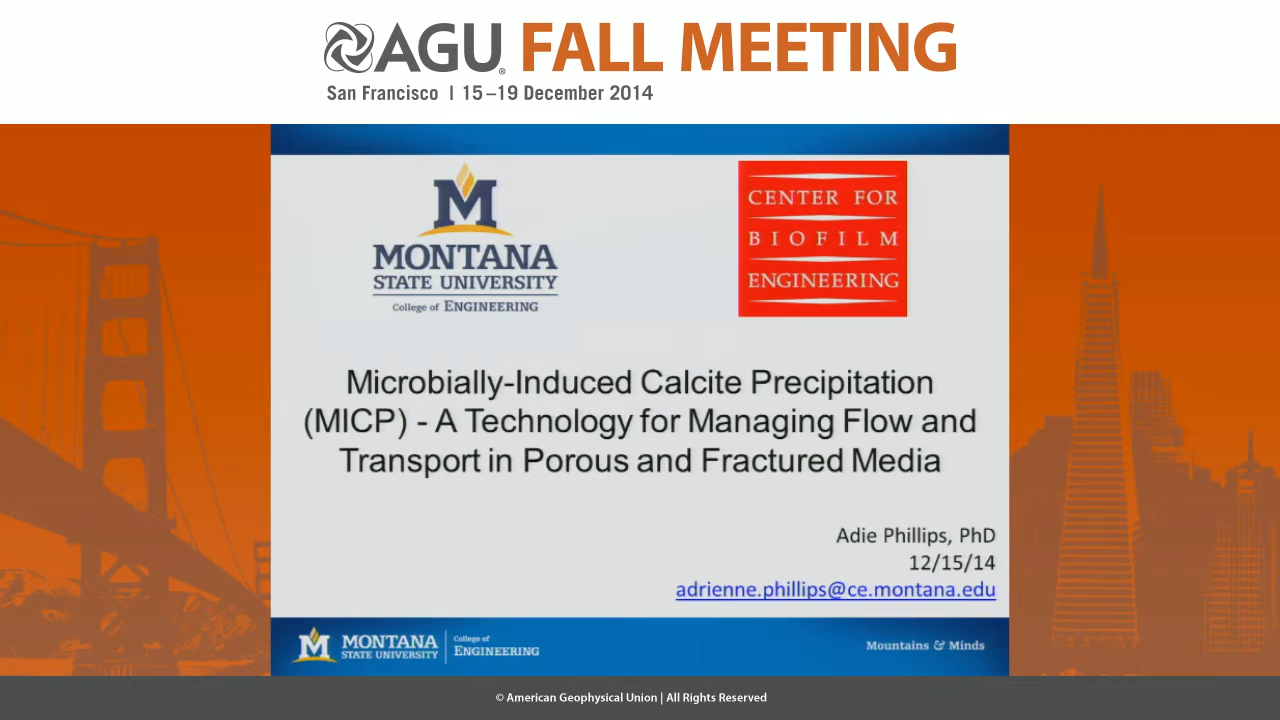 AGU® FALL MEETING
San Francisco | 15–19 December 2014
M
MONTANA
STATE UNIVERSITY
College of ENGINEERING
CENTER FOR
BIOFILM
ENGINEERING
Microbially-Induced Calcite Precipitation
(MICP) - A Technology for Managing Flow and
Transport in Porous and Fractured Media
Adie Phillips, PhD
12/15/14
adrienne.phillips@ce.montana.edu
M MONTANA
STATE UNIVERSITY
College of
ENGINEERING
Mountains & Minds
© American Geophysical Union | All Rights Reserved